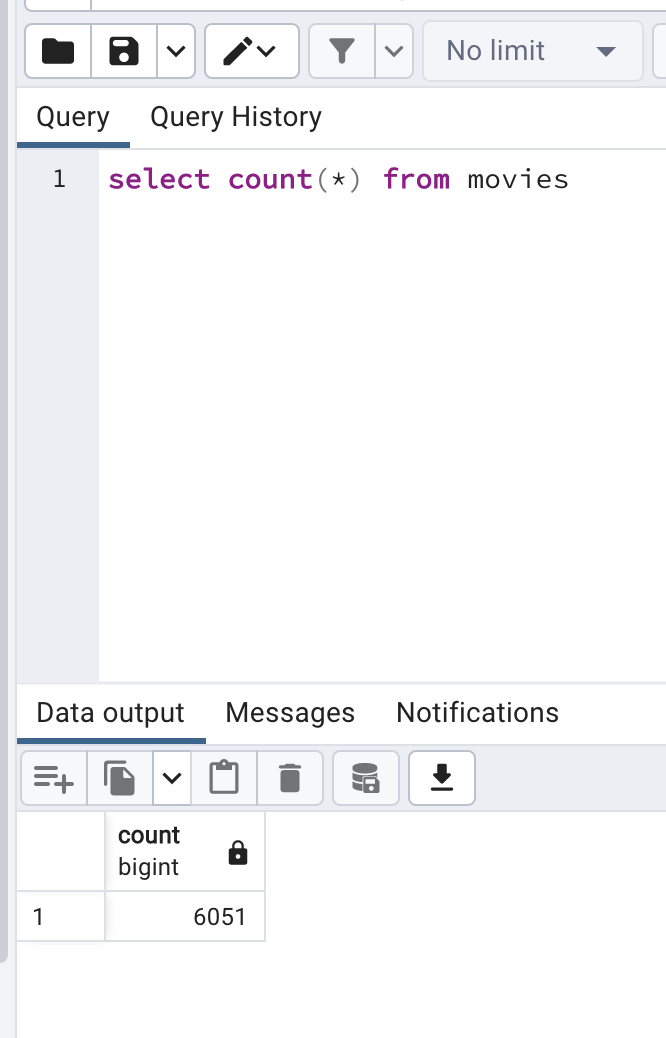 No limit
Query Query History
1 select count(*) from movies
Data output Messages Notifications
count
bigint
1 6051